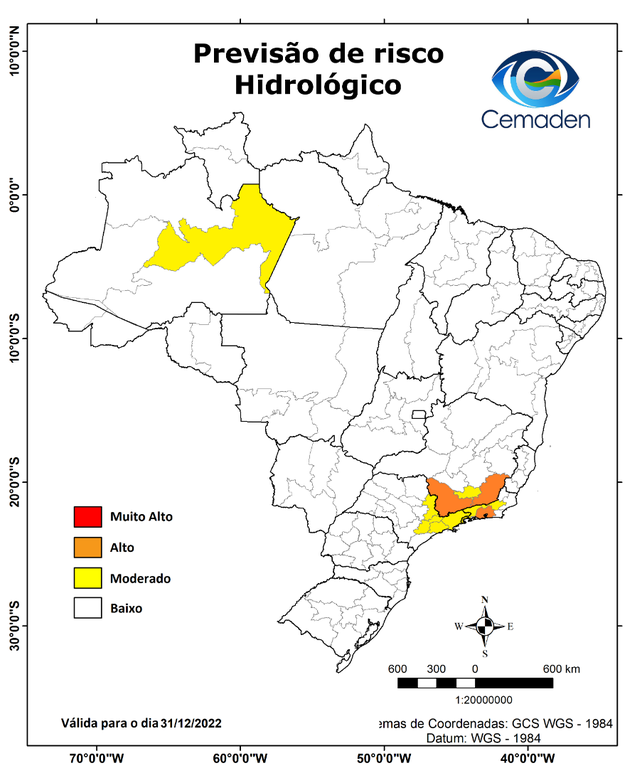 Previsão de risco
Hidrológico
Cemaden
10°0'0"N
0°0'0"
10°0'0"S
20°0'0"S
30°0'0"S
Muito Alto
Alto
Moderado
Baixo
N
W E
S
600 300 0 600 km
1:20000000
Válida para o dia 31/12/2022
emas de Coordenadas: GCS WGS - 1984
Datum: WGS - 1984
70°0'0"W 60°0'0"W 50°0'0"W 40°0'0"W